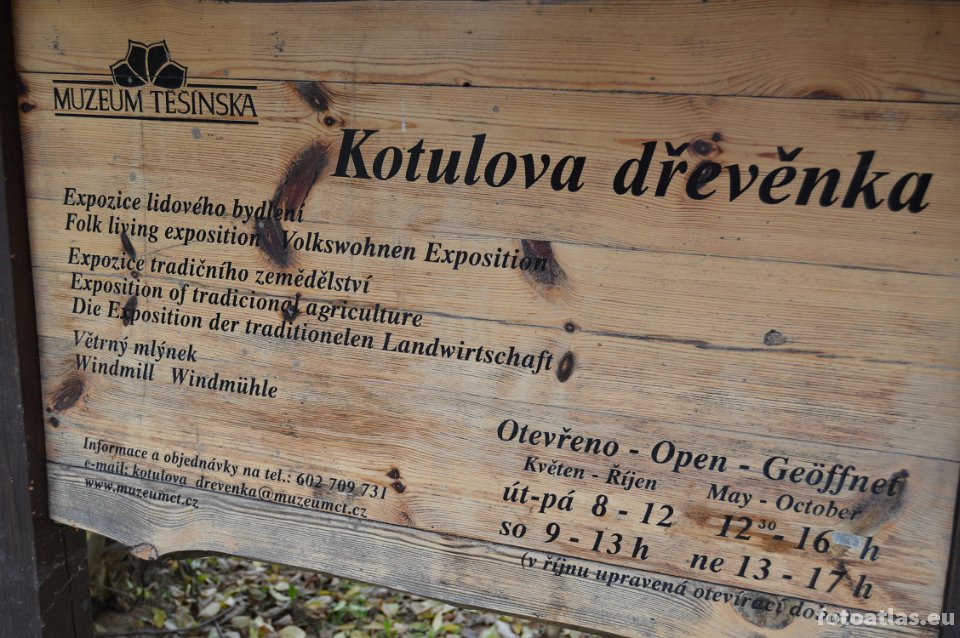 MUZEUM TĚŠÍNSKA
Kotulova dřevěnka
Expozice lidového bydlení
Folk living exposition Volkswohnen Exposition
Expozice tradičního zemědělství
Exposition of tradicional agriculture
Die Exposition der traditionelen Landwirtschaft
Větrný mlýnek
Windmill Windmühle
Informace a objednávky na tel.: 602 709 731
e-mail: kotulova_drevenka@muzeumct.cz
www.muzeumct.cz
Otevřeno - Open - Geöffnet
Květen - Říjen May - October
út-pá 8 - 12 12³⁰- 16 h
so 9 - 13 h ne 13 - 17 h
(v říjnu upravená otevírací doba)
fotoatlas.eu